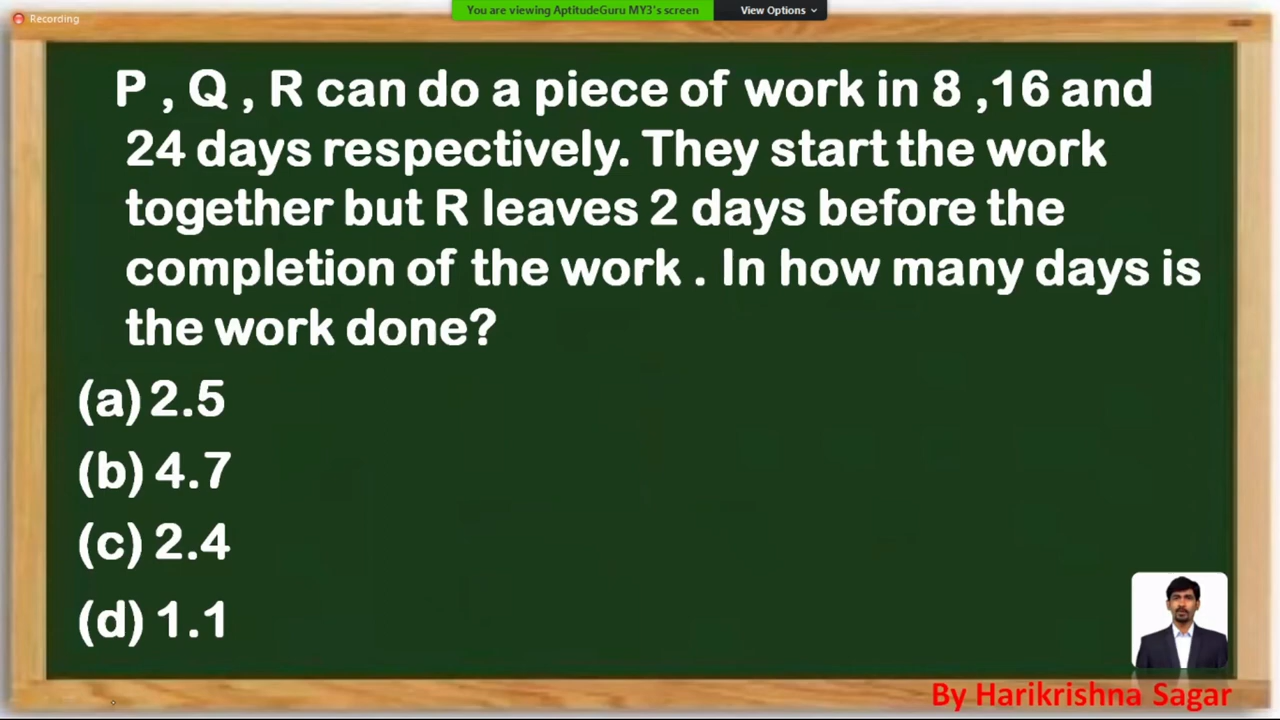 Recording
You are viewing AptitudeGuru MY3's screen
View Options
P , Q , R can do a piece of work in 8 ,16 and
24 days respectively. They start the work
together but R leaves 2 days before the
completion of the work . In how many days is
the work done?
(a) 2.5
(b) 4.7
(c) 2.4
(d) 1.1
By Harikrishna Sagar